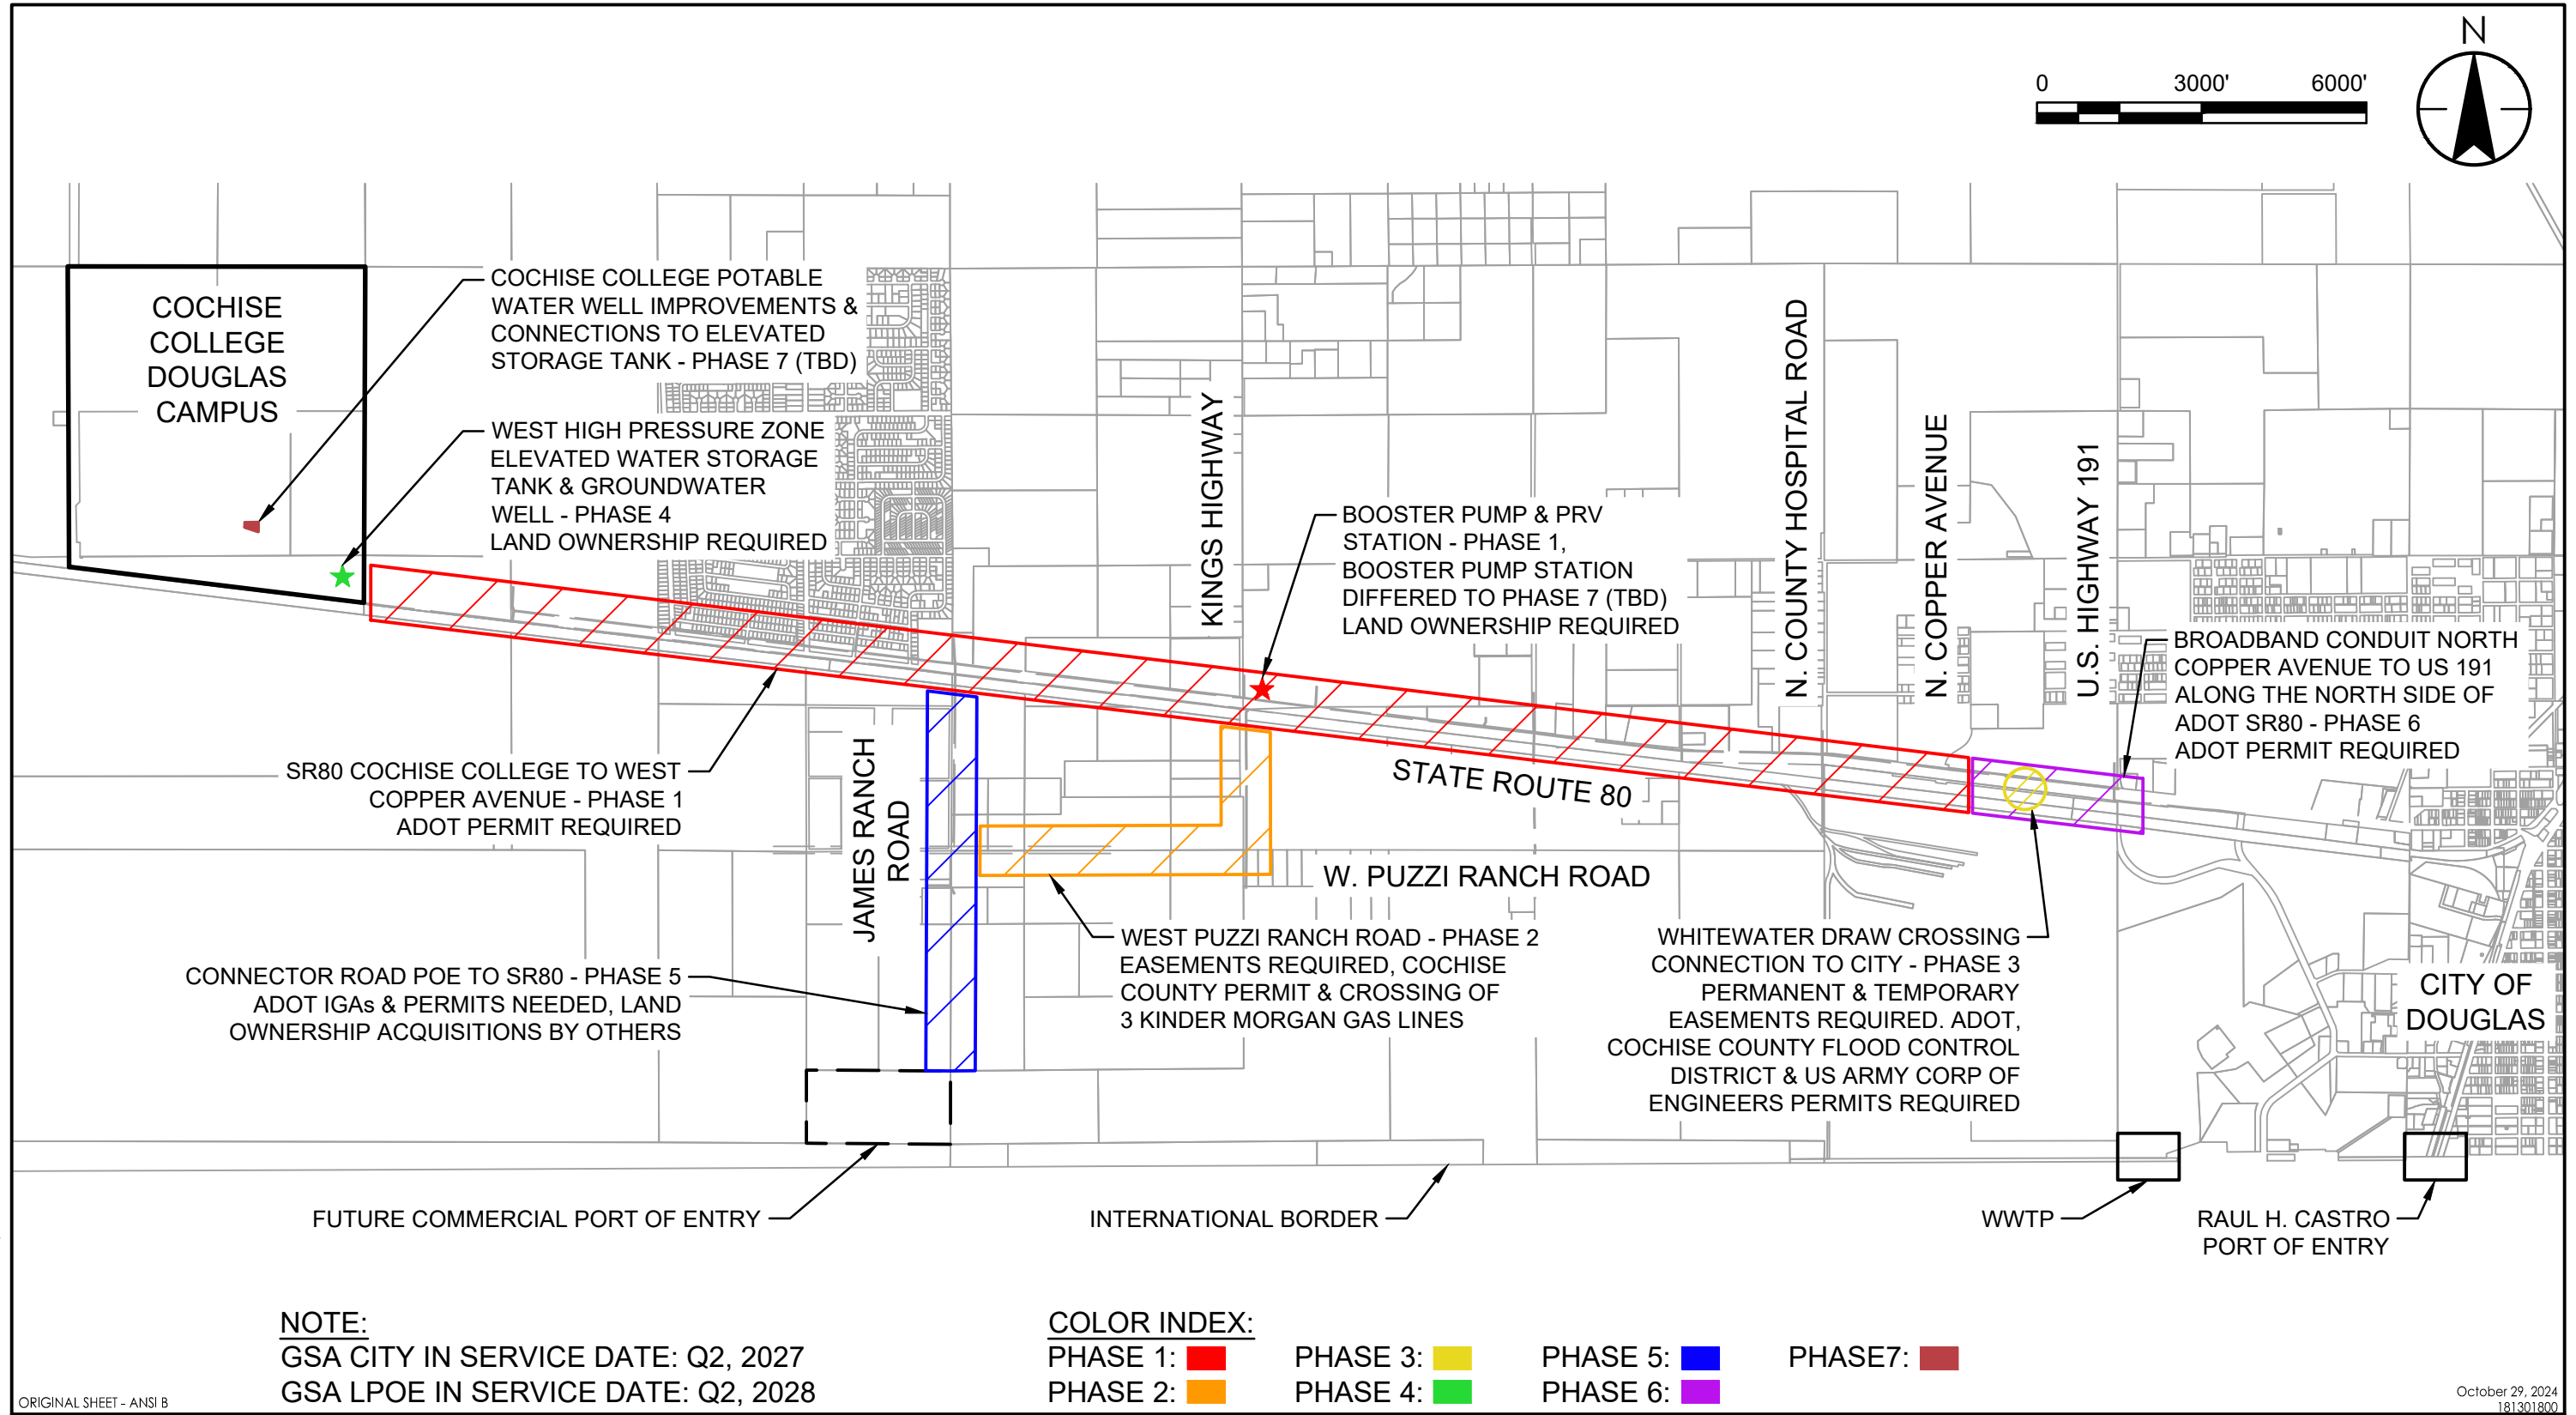 N
0 3000' 6000'
COCHISE
COLLEGE
DOUGLAS
CAMPUS
COCHISE COLLEGE POTABLE
WATER WELL IMPROVEMENTS &
CONNECTIONS TO ELEVATED
STORAGE TANK - PHASE 7 (TBD)
WEST HIGH PRESSURE ZONE
ELEVATED WATER STORAGE
TANK & GROUNDWATER
WELL - PHASE 4
LAND OWNERSHIP REQUIRED
KINGS HIGHWAY
BOOSTER PUMP & PRV
STATION - PHASE 1,
BOOSTER PUMP STATION
DIFFERED TO PHASE 7 (TBD)
LAND OWNERSHIP REQUIRED
N. COUNTY HOSPITAL ROAD
N. COPPER AVENUE
U.S. HIGHWAY 191
BROADBAND CONDUIT NORTH
COPPER AVENUE TO US 191
ALONG THE NORTH SIDE OF
ADOT SR80 - PHASE 6
ADOT PERMIT REQUIRED
SR80 COCHISE COLLEGE TO WEST
COPPER AVENUE - PHASE 1
ADOT PERMIT REQUIRED
JAMES RANCH
ROAD
STATE ROUTE 80
W. PUZZI RANCH ROAD
CONNECTOR ROAD POE TO SR80 - PHASE 5
ADOT IGAs & PERMITS NEEDED, LAND
OWNERSHIP ACQUISITIONS BY OTHERS
WEST PUZZI RANCH ROAD - PHASE 2
EASEMENTS REQUIRED, COCHISE
COUNTY PERMIT & CROSSING OF
3 KINDER MORGAN GAS LINES
WHITEWATER DRAW CROSSING
CONNECTION TO CITY - PHASE 3
PERMANENT & TEMPORARY
EASEMENTS REQUIRED. ADOT,
COCHISE COUNTY FLOOD CONTROL
DISTRICT & US ARMY CORP OF
ENGINEERS PERMITS REQUIRED
CITY OF
DOUGLAS
FUTURE COMMERCIAL PORT OF ENTRY
INTERNATIONAL BORDER
WWTP
RAUL H. CASTRO
PORT OF ENTRY
NOTE:
GSA CITY IN SERVICE DATE: Q2, 2027
GSA LPOE IN SERVICE DATE: Q2, 2028
COLOR INDEX:
PHASE 1: PHASE 3: PHASE 5: PHASE7:
PHASE 2: PHASE 4: PHASE 6:
ORIGINAL SHEET - ANSI B
October 29, 2024
181301800